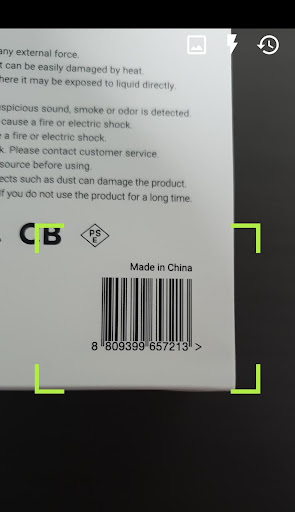 any external force.
t can be easily damaged by heat.
here it may be exposed to liquid directly.
spicious sound, smoke or odor is detected.
cause a fire or electric shock.
e a fire or electric shock.
k. Please contact customer service.
source before using.
ects such as dust can damage the product.
If you do not use the product for a long time.
CB
PS
E
Made in China
8 809399 657213 >